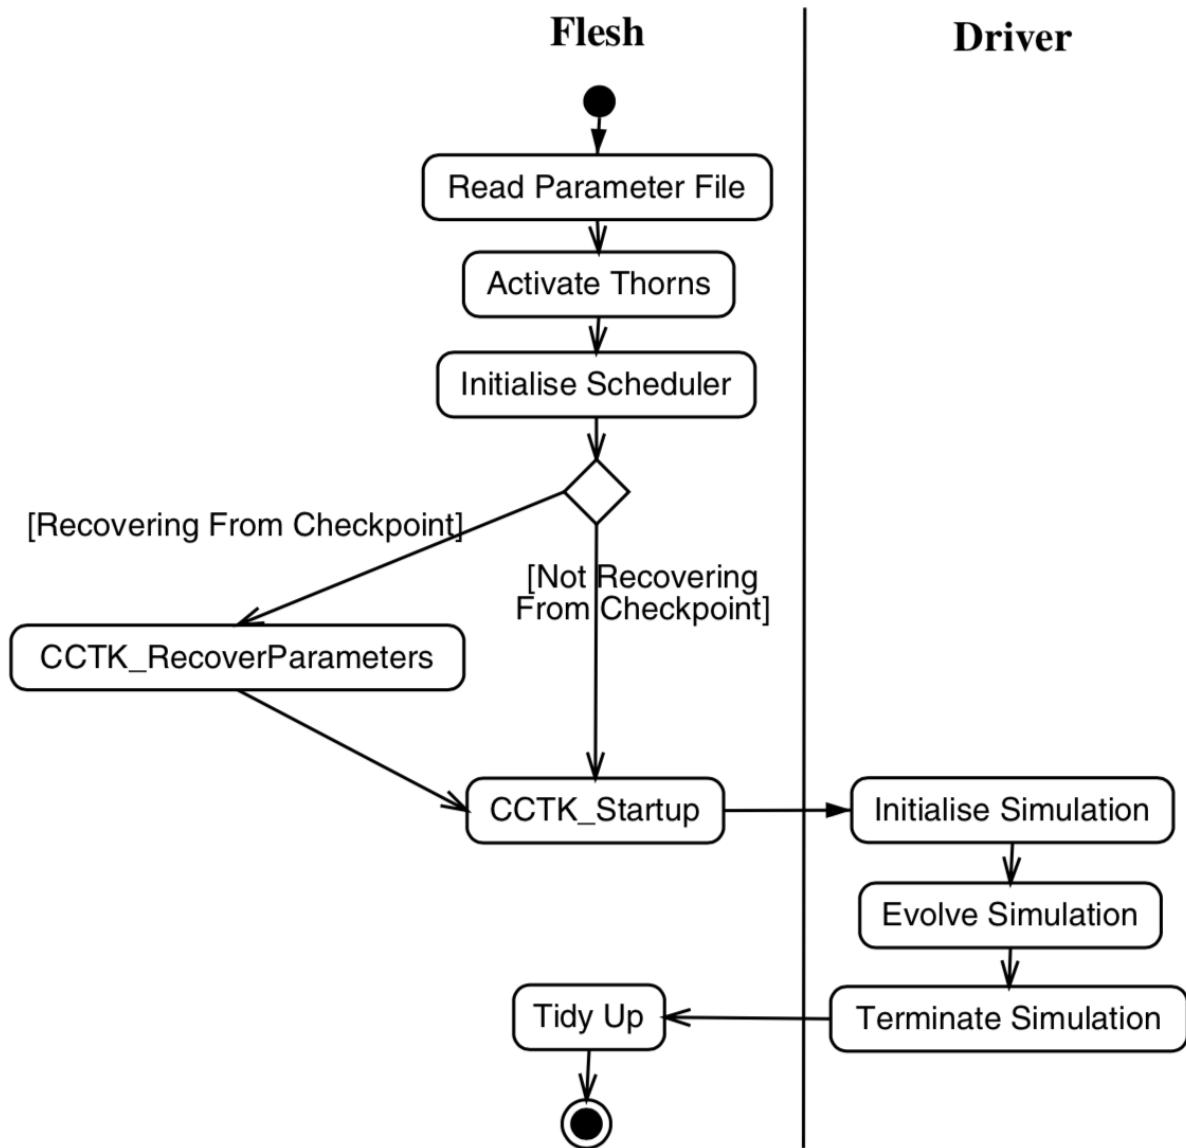 Flesh
Driver
Read Parameter File
Activate Thorns
Initialise Scheduler
[Recovering From Checkpoint]
[Not Recovering
From Checkpoint]
CCTK_RecoverParameters
CCTK_Startup
Initialise Simulation
Evolve Simulation
Tidy Up
Terminate Simulation